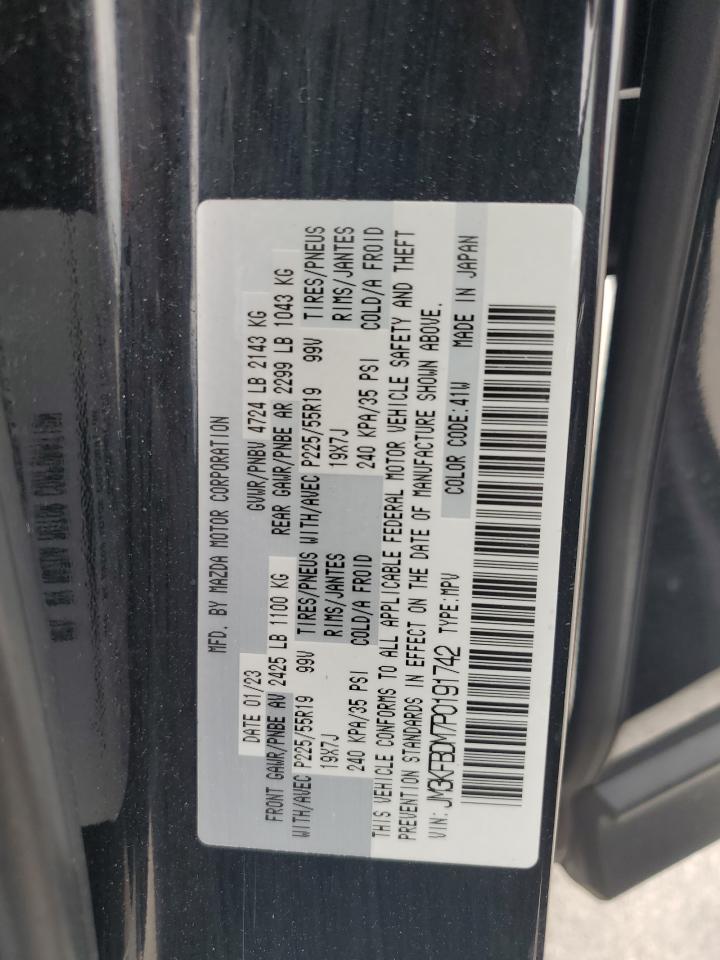 MFD. BY MAZDA MOTOR CORPORATION
DATE 01/23 GVWR/PNBV 4724 LB 2143 KG
FRONT GAWR/PNBE AV 2425 LB 1100 KG REAR GAWR/PNBE AR 2299 LB 1043 KG
WITH/AVEC P225/55R19 99V TIRES/PNEUS WITH/AVEC P225/55R19 99V TIRES/PNEUS
19X7J RIMS/JANTES 19X7J RIMS/JANTES
240 KPA/35 PSI COLD/A FROID 240 KPA/35 PSI COLD/A FROID
THIS VEHICLE CONFORMS TO ALL APPLICABLE FEDERAL MOTOR VEHICLE SAFETY AND THEFT
PREVENTION STANDARDS IN EFFECT ON THE DATE OF MANUFACTURE SHOWN ABOVE.
VIN: JM3KFBDM7P0191742 TYPE:MPV COLOR CODE:41W MADE IN JAPAN